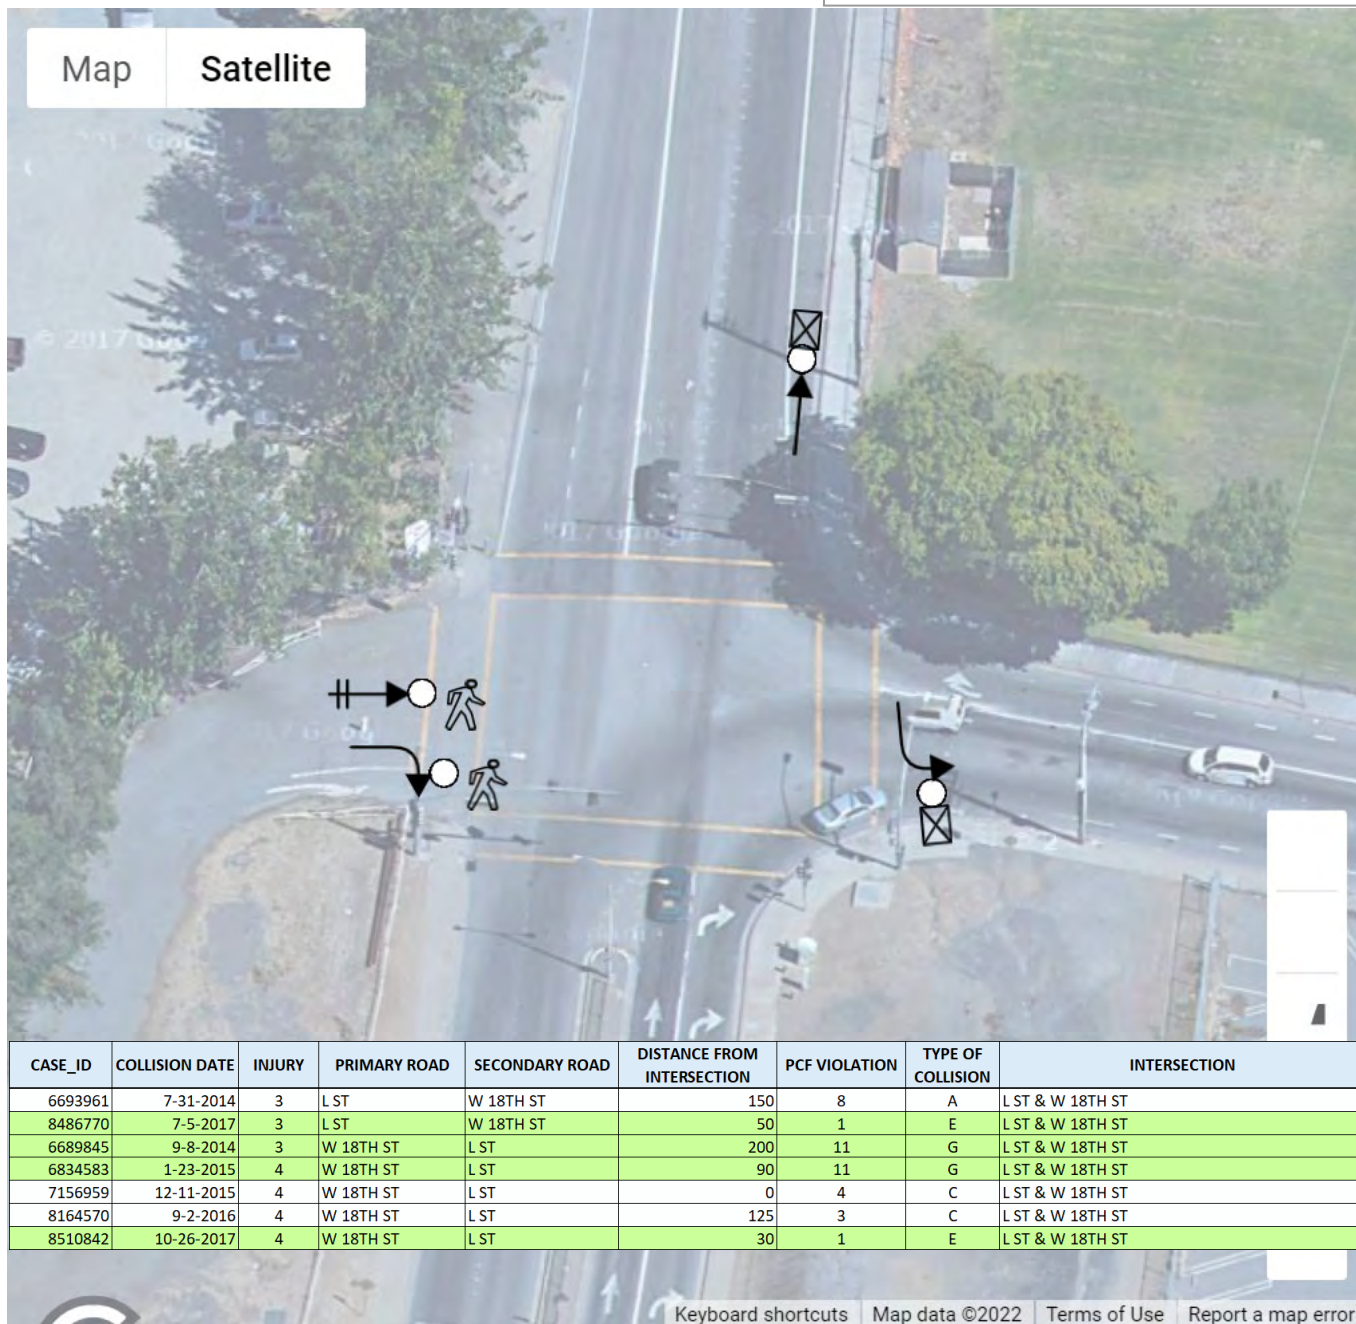 Map Satellite
© 2017 Goo
CASE_ID COLLISION DATE INJURY PRIMARY ROAD SECONDARY ROAD DISTANCE FROM INTERSECTION PCF VIOLATION TYPE OF COLLISION INTERSECTION
6693961 7-31-2014 3 L ST W 18TH ST 150 8 A L ST & W 18TH ST
8486770 7-5-2017 3 L ST W 18TH ST 50 1 E L ST & W 18TH ST
6689845 9-8-2014 3 W 18TH ST L ST 200 11 G L ST & W 18TH ST
6834583 1-23-2015 4 W 18TH ST L ST 90 11 G L ST & W 18TH ST
7156959 12-11-2015 4 W 18TH ST L ST 0 4 C L ST & W 18TH ST
8164570 9-2-2016 4 W 18TH ST L ST 125 3 C L ST & W 18TH ST
8510842 10-26-2017 4 W 18TH ST L ST 30 1 E L ST & W 18TH ST
Keyboard shortcuts Map data ©2022 Terms of Use Report a map error